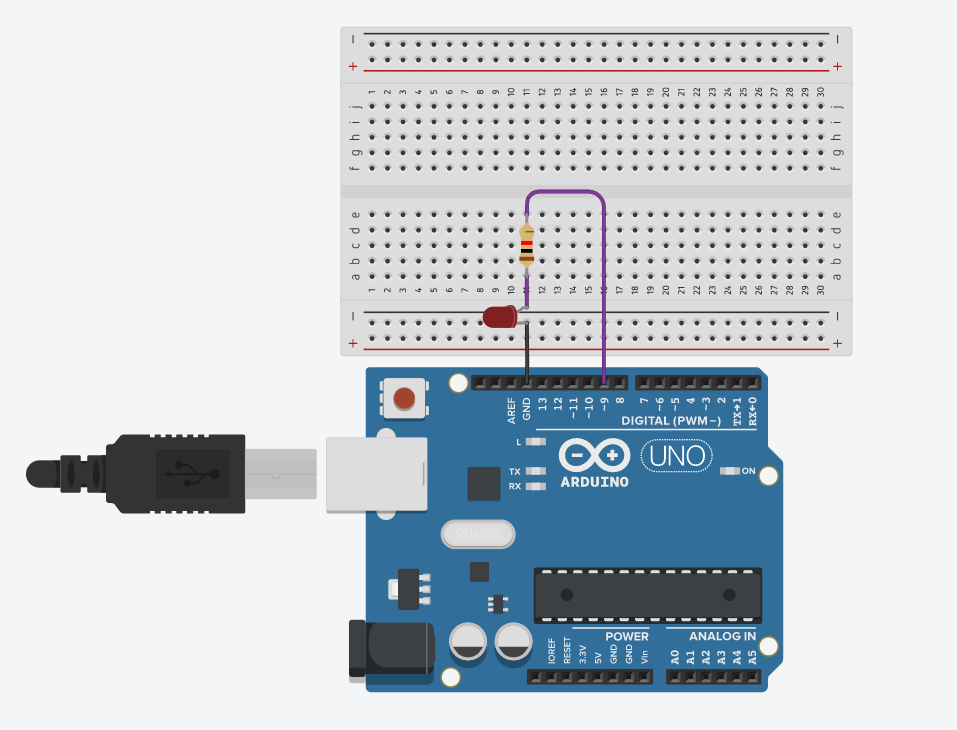 − −
+ +
1 2 3 4 5 6 7 8 9 10 11 12 13 14 15 16 17 18 19 20 21 22 23 24 25 26 27 28 29 30
j j
i i
h h
g g
f f
e e
d d
c c
b b
a a
1 2 3 4 5 6 7 8 9 10 11 12 13 14 15 16 17 18 19 20 21 22 23 24 25 26 27 28 29 30
− −
+ +
AREF GND 13 12 ~11 ~10 ~9 8 7 ~6 ~5 4 ~3 2 TX→1 RX←0
DIGITAL (PWM~)
L
TX
RX
ARDUINO
UNO
ON
POWER
ANALOG IN
IOREF RESET 3.3V 5V GND GND Vin A0 A1 A2 A3 A4 A5